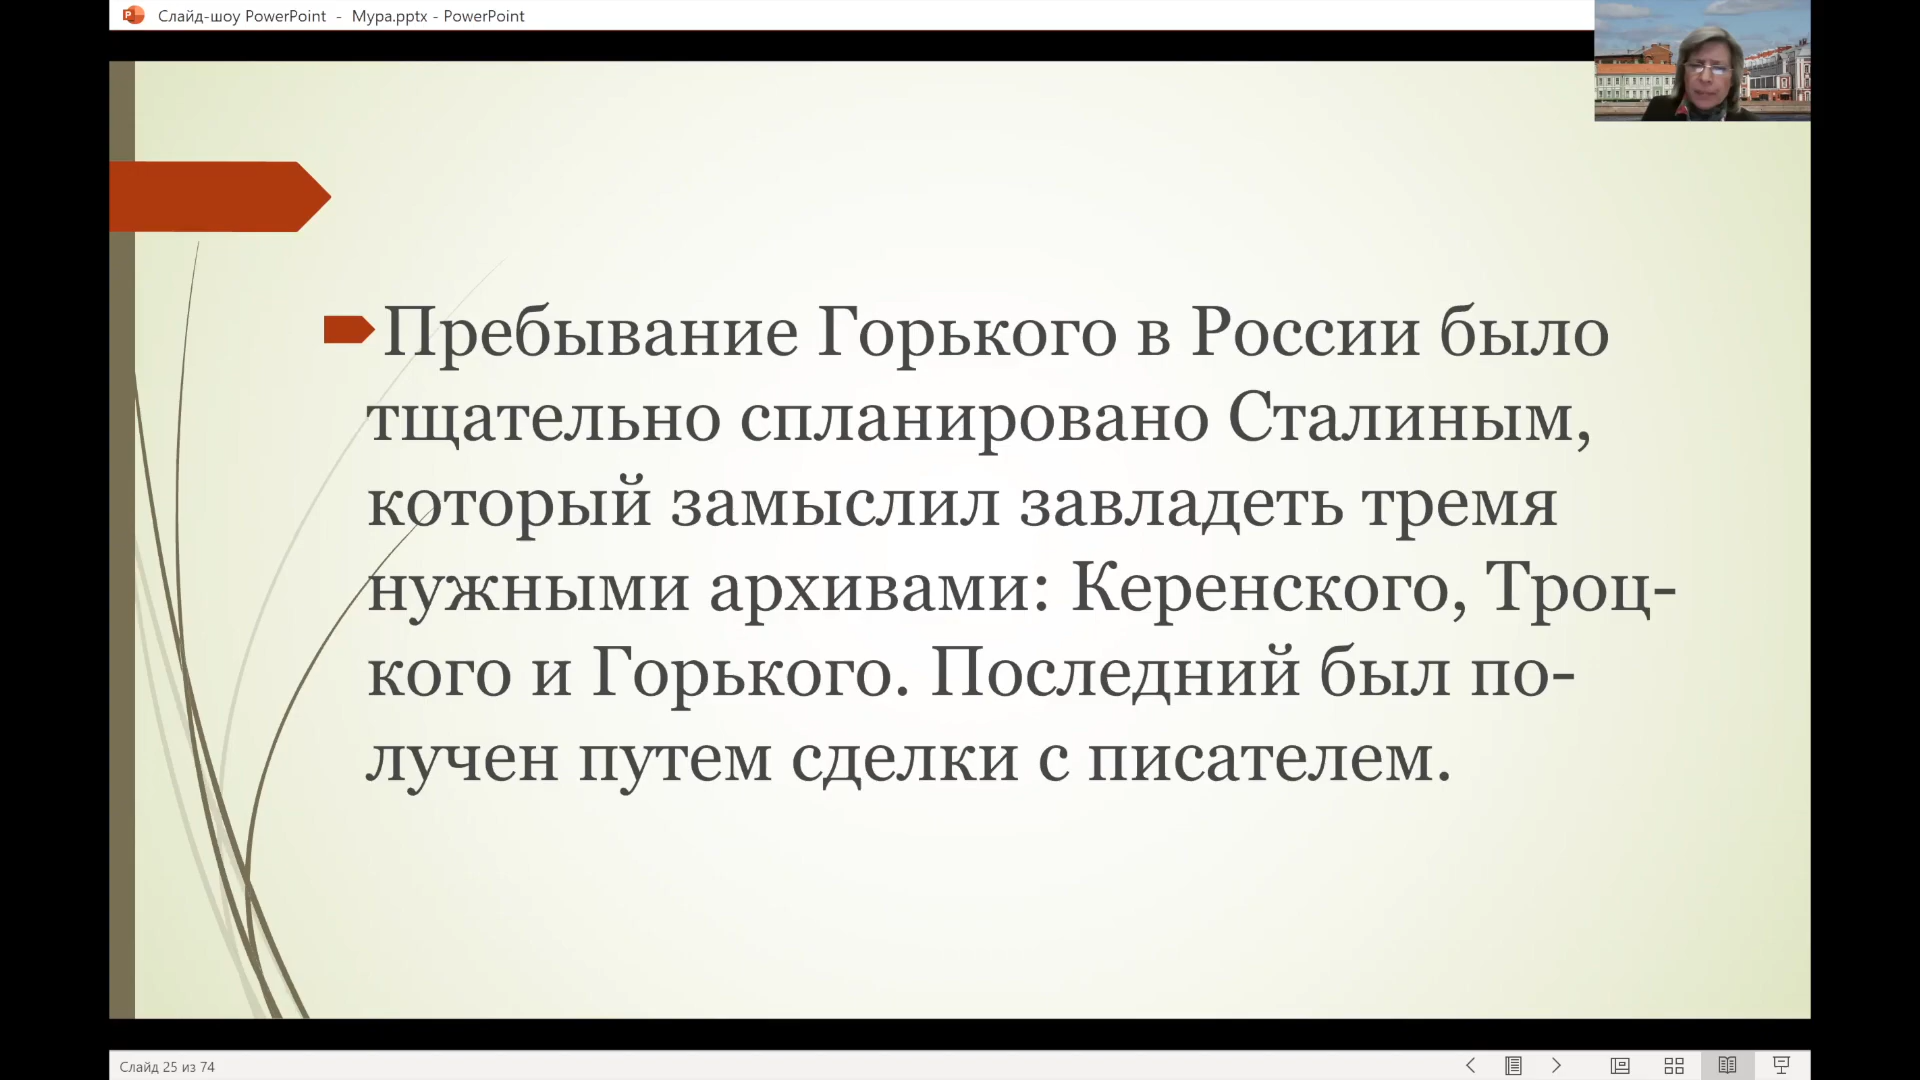 Слайд-шоу PowerPoint - Мура.pptx - PowerPoint
Пребывание Горького в России было
тщательно спланировано Сталиным,
который замыслил завладеть тремя
нужными архивами: Керенского, Троц-
кого и Горького. Последний был по-
лучен путем сделки с писателем.
Слайд 25 из 74